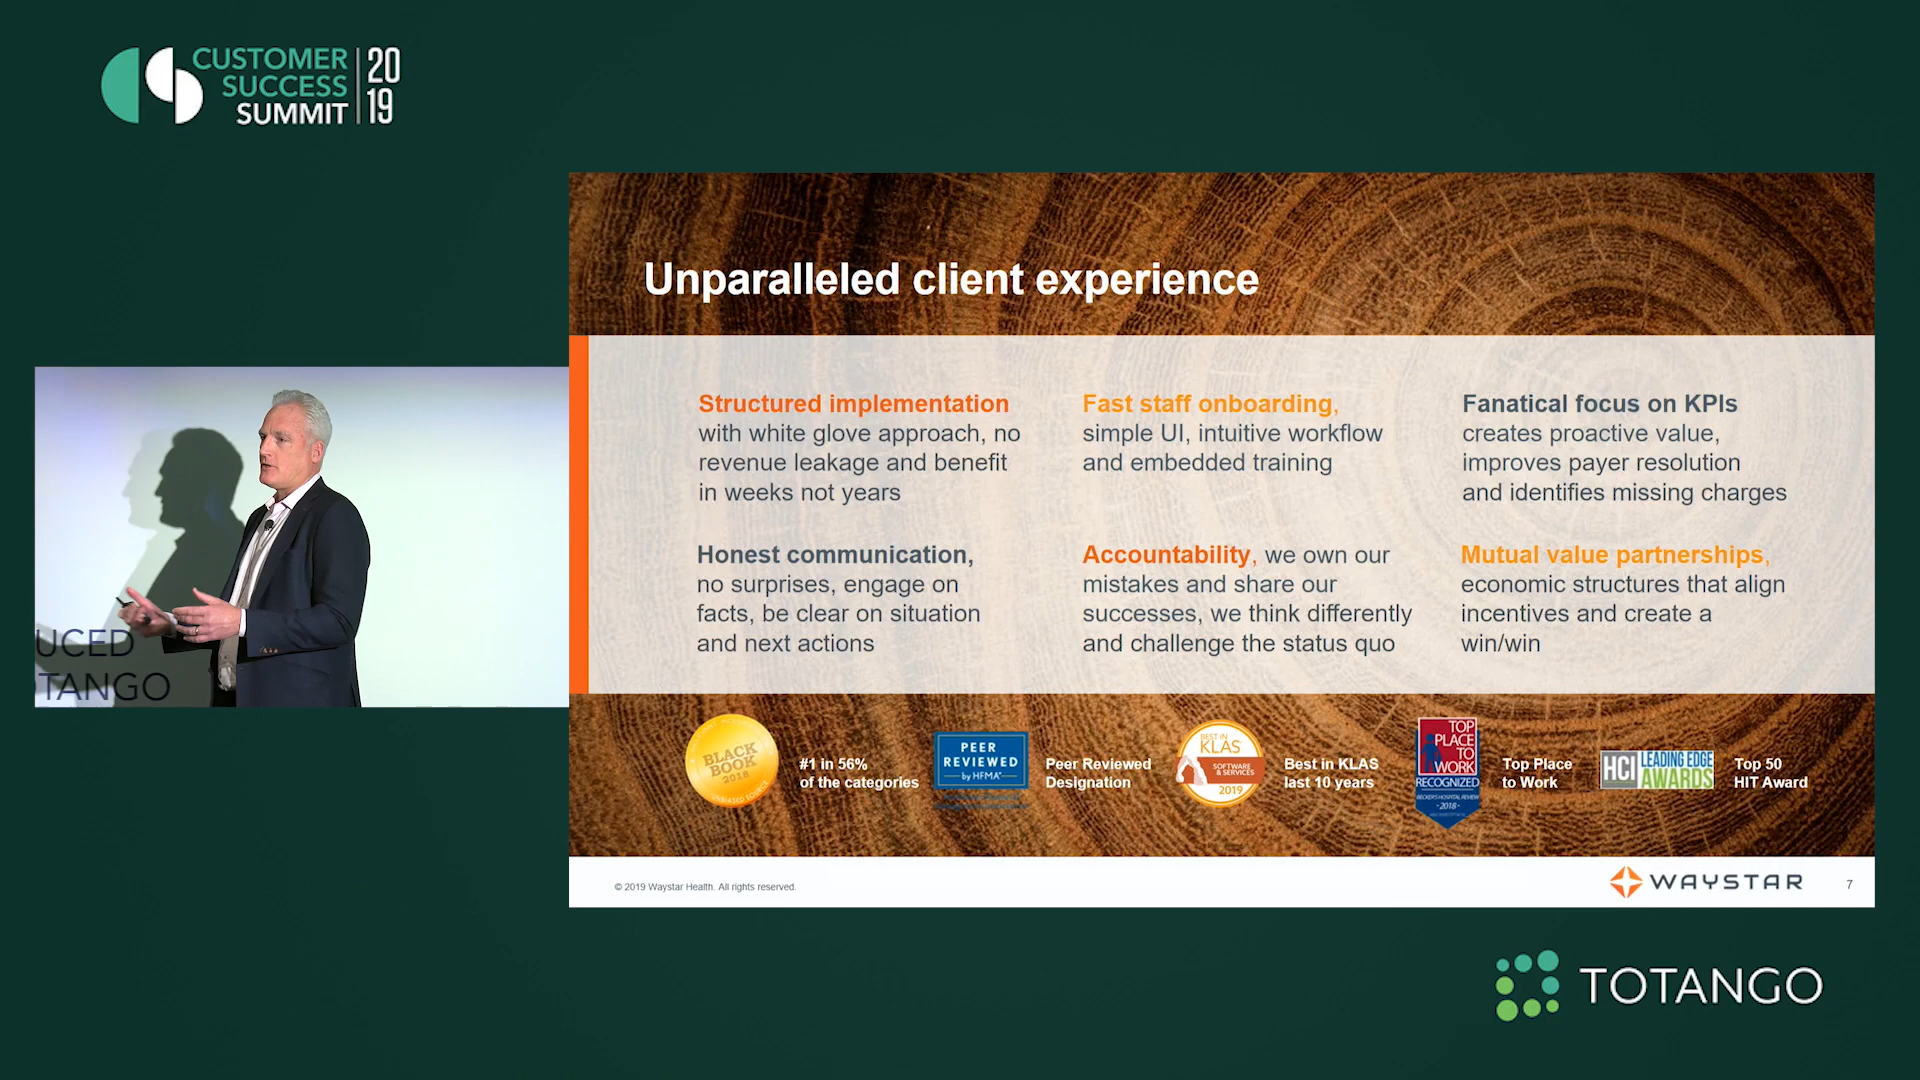 CUSTOMER
SUCCESS
SUMMIT
20
19
UCED
TANGO
Unparalleled client experience
Structured implementation
with white glove approach, no
revenue leakage and benefit
in weeks not years
Fast staff onboarding,
simple UI, intuitive workflow
and embedded training
Fanatical focus on KPIs
creates proactive value,
improves payer resolution
and identifies missing charges
Honest communication,
no surprises, engage on
facts, be clear on situation
and next actions
Accountability, we own our
mistakes and share our
successes, we think differently
and challenge the status quo
Mutual value partnerships,
economic structures that align
incentives and create a
win/win
BLACK
BOOK
2018
UNBIASED SOURCE
#1 in 56%
of the categories
PEER
REVIEWED
by HFMA
Peer Reviewed
Designation
BEST IN
KLAS
SOFTWARE
& SERVICES
2019
Best in KLAS
last 10 years
TOP
PLACE
TO
WORK
RECOGNIZED
BECKER'S HOSPITAL REVIEW
-2018-
Top Place
to Work
HCI
LEADING EDGE
AWARDS
Top 50
HIT Award
© 2019 Waystar Health. All rights reserved.
WAYSTAR
7
TOTANGO